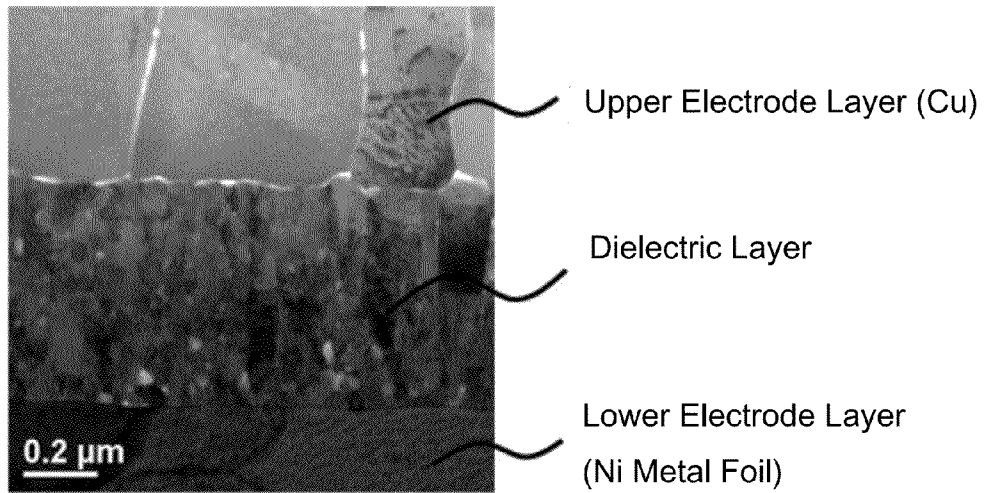 Upper Electrode Layer (Cu)
Dielectric Layer
Lower Electrode Layer
(Ni Metal Foil)
0.2 µm